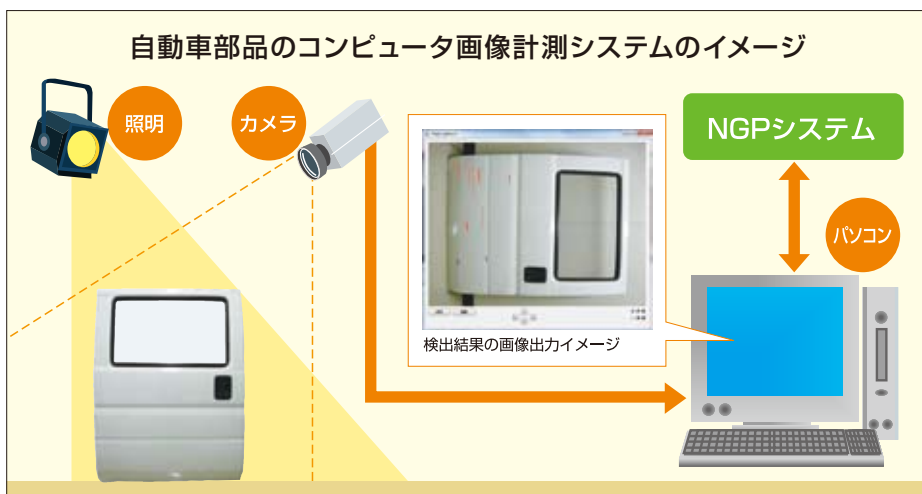 自動車部品のコンピュータ画像計測システムのイメージ
照明
カメラ
NGPシステム
パソコン
検出結果の画像出力イメージ